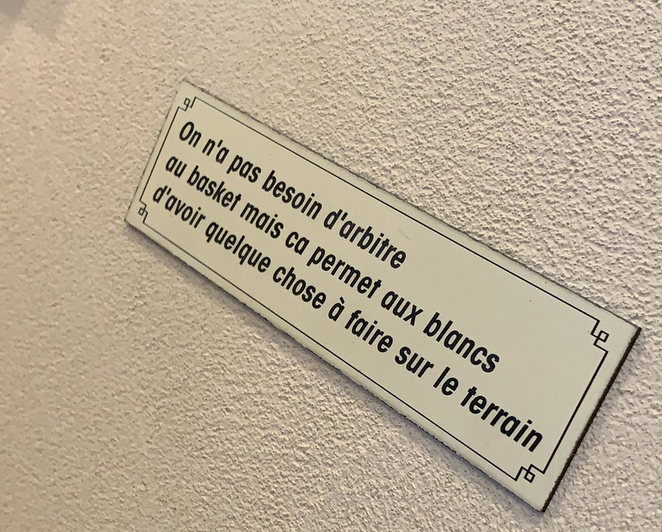 On n'a pas besoin d'arbitre
au basket mais ca permet aux blancs
d'avoir quelque chose à faire sur le terrain